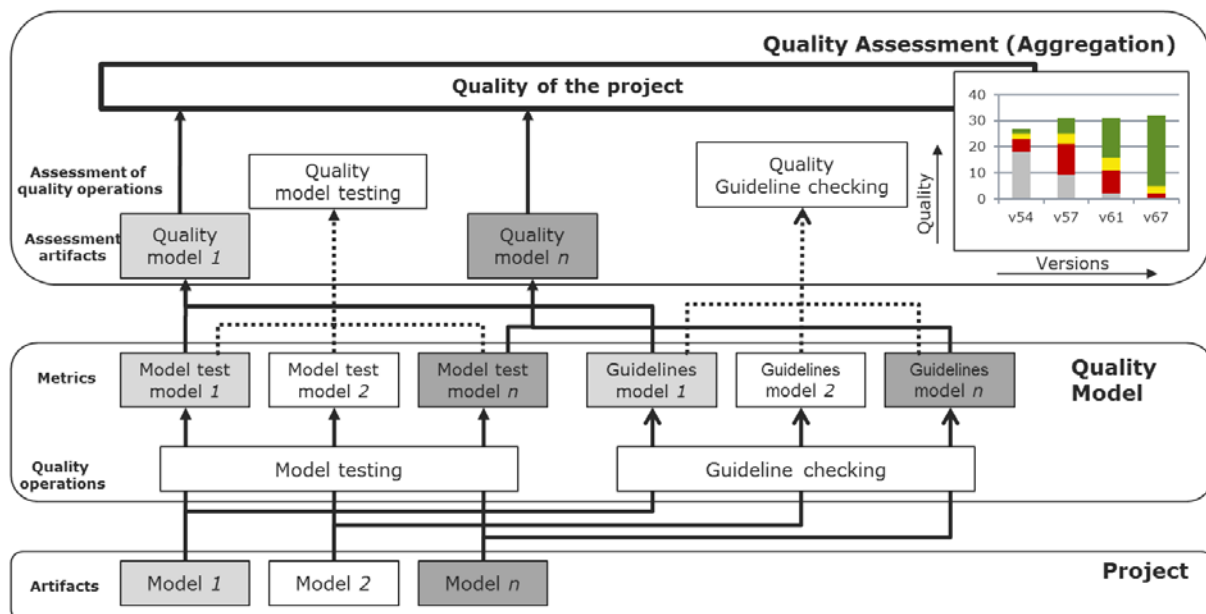 Quality Assessment (Aggregation)
Quality of the project
Assessment of
quality operations
Quality
model testing
Quality
Guideline checking
Assessment
artifacts
Quality
model 1
Quality
model n
40
30
20
10
0
v54 v57 v61 v67
Quality
Versions
Metrics
Model test
model 1
Model test
model 2
Model test
model n
Guidelines
model 1
Guidelines
model 2
Guidelines
model n
Quality
Model
Quality
operations
Model testing
Guideline checking
Artifacts
Model 1
Model 2
Model n
Project